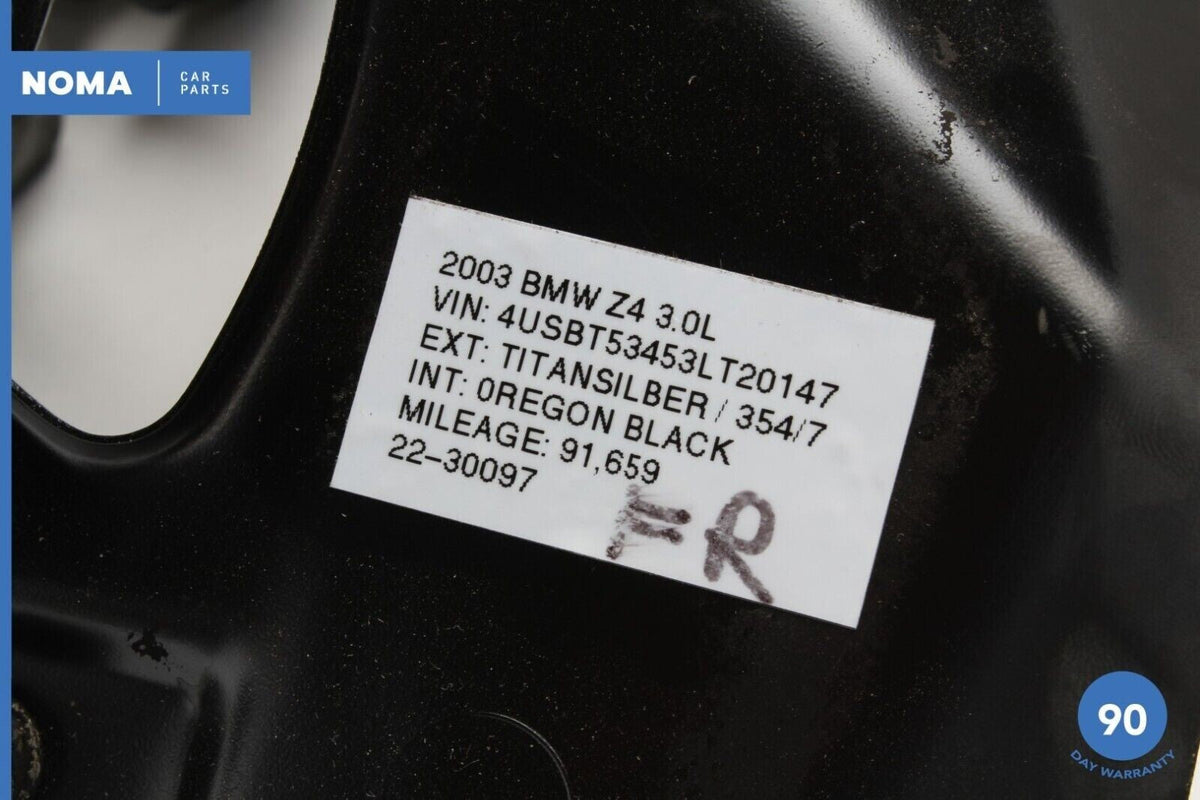 NOMA
CAR
PARTS
2003 BMW Z4 3.0L
VIN: 4USBT53453LT20147
EXT: TITANSILBER / 354/7
INT: 0REGON BLACK
MILEAGE: 91,659
22-30097
FR
90
DAY WARRANTY